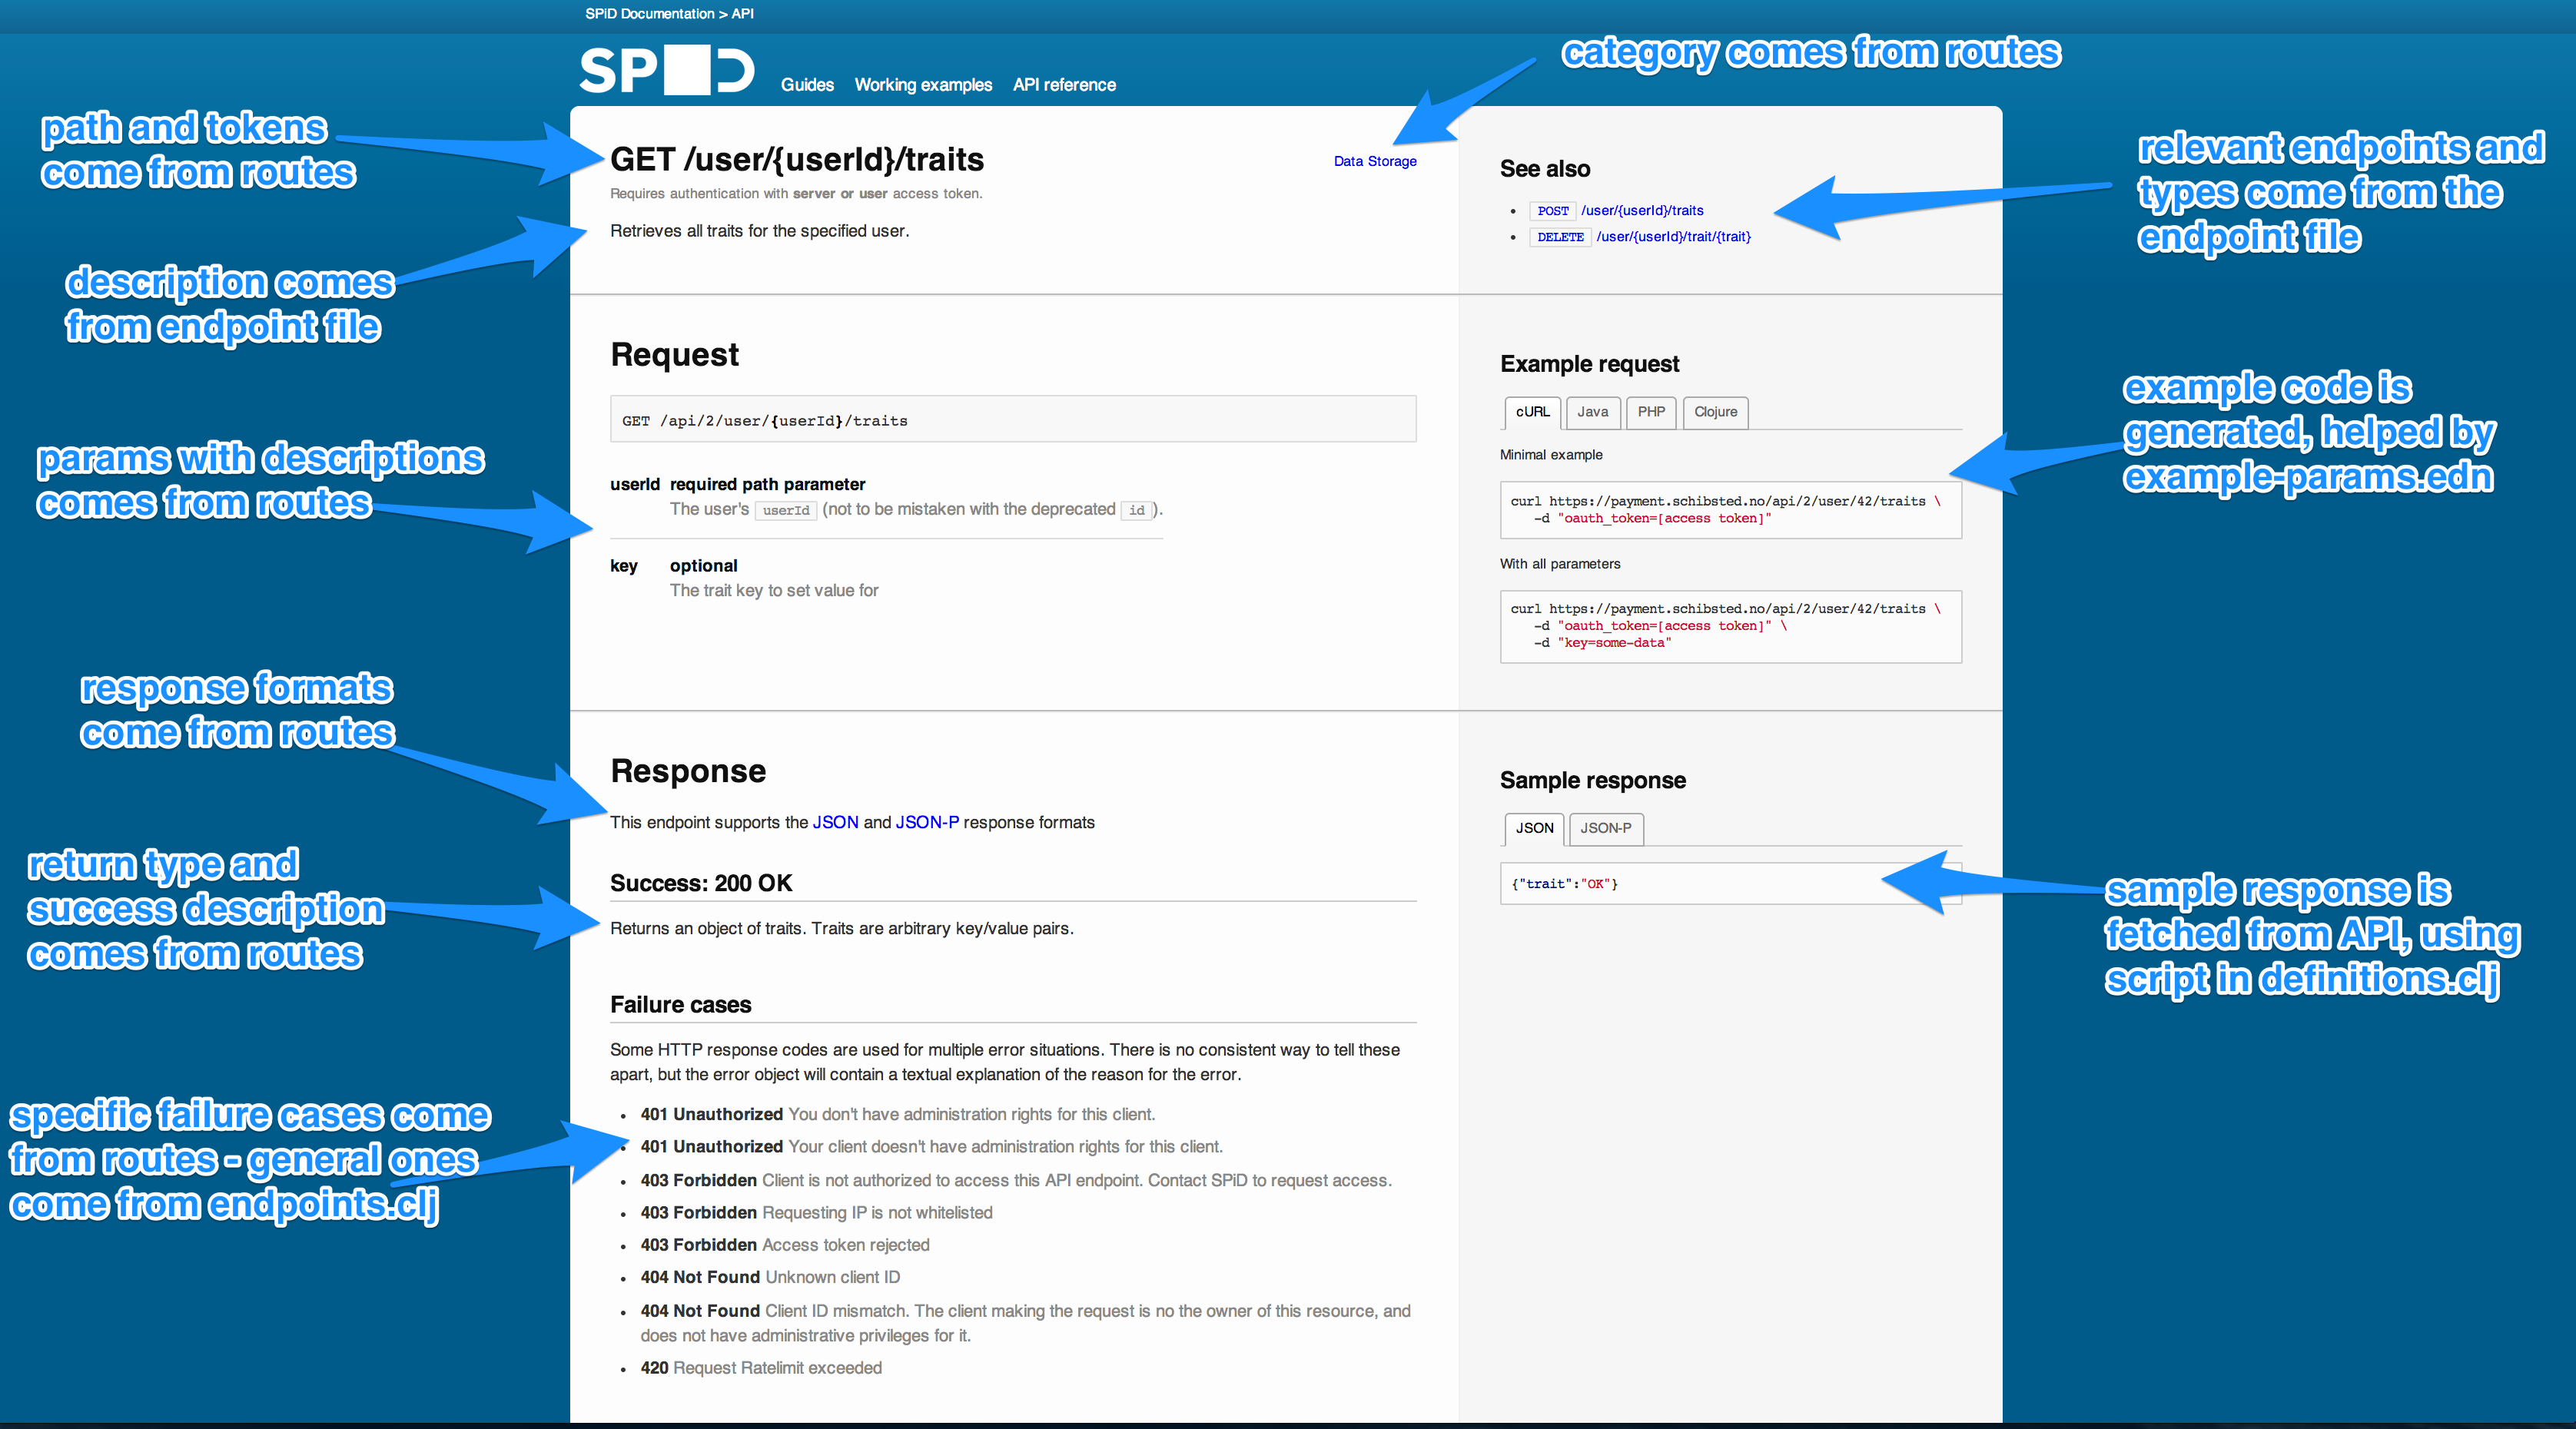 SPiD Documentation > API
SPiD
Guides Working examples API reference
category comes from routes
path and tokens
come from routes
GET /user/{userId}/traits
Data Storage
Requires authentication with server or user access token.
Retrieves all traits for the specified user.
description comes
from endpoint file
See also
POST /user/{userId}/traits
DELETE /user/{userId}/trait/{trait}
relevant endpoints and
types come from the
endpoint file
Request
GET /api/2/user/{userId}/traits
params with descriptions
comes from routes
userId required path parameter
The user's userId (not to be mistaken with the deprecated id).
key optional
The trait key to set value for
Example request
cURL Java PHP Clojure
Minimal example
curl https://payment.schibsted.no/api/2/user/42/traits \
-d "oauth_token=[access token]"
With all parameters
curl https://payment.schibsted.no/api/2/user/42/traits \
-d "oauth_token=[access token]" \
-d "key=some-data"
example code is
generated, helped by
example-params.edn
response formats
come from routes
Response
This endpoint supports the JSON and JSON-P response formats
return type and
success description
comes from routes
Success: 200 OK
Returns an object of traits. Traits are arbitrary key/value pairs.
Sample response
JSON JSON-P
{"trait":"OK"}
sample response is
fetched from API, using
script in definitions.clj
Failure cases
Some HTTP response codes are used for multiple error situations. There is no consistent way to tell these
apart, but the error object will contain a textual explanation of the reason for the error.
specific failure cases come
from routes - general ones
come from endpoints.clj
• 401 Unauthorized You don't have administration rights for this client.
• 401 Unauthorized Your client doesn't have administration rights for this client.
• 403 Forbidden Client is not authorized to access this API endpoint. Contact SPiD to request access.
• 403 Forbidden Requesting IP is not whitelisted
• 403 Forbidden Access token rejected
• 404 Not Found Unknown client ID
• 404 Not Found Client ID mismatch. The client making the request is no the owner of this resource, and
does not have administrative privileges for it.
• 420 Request Ratelimit exceeded